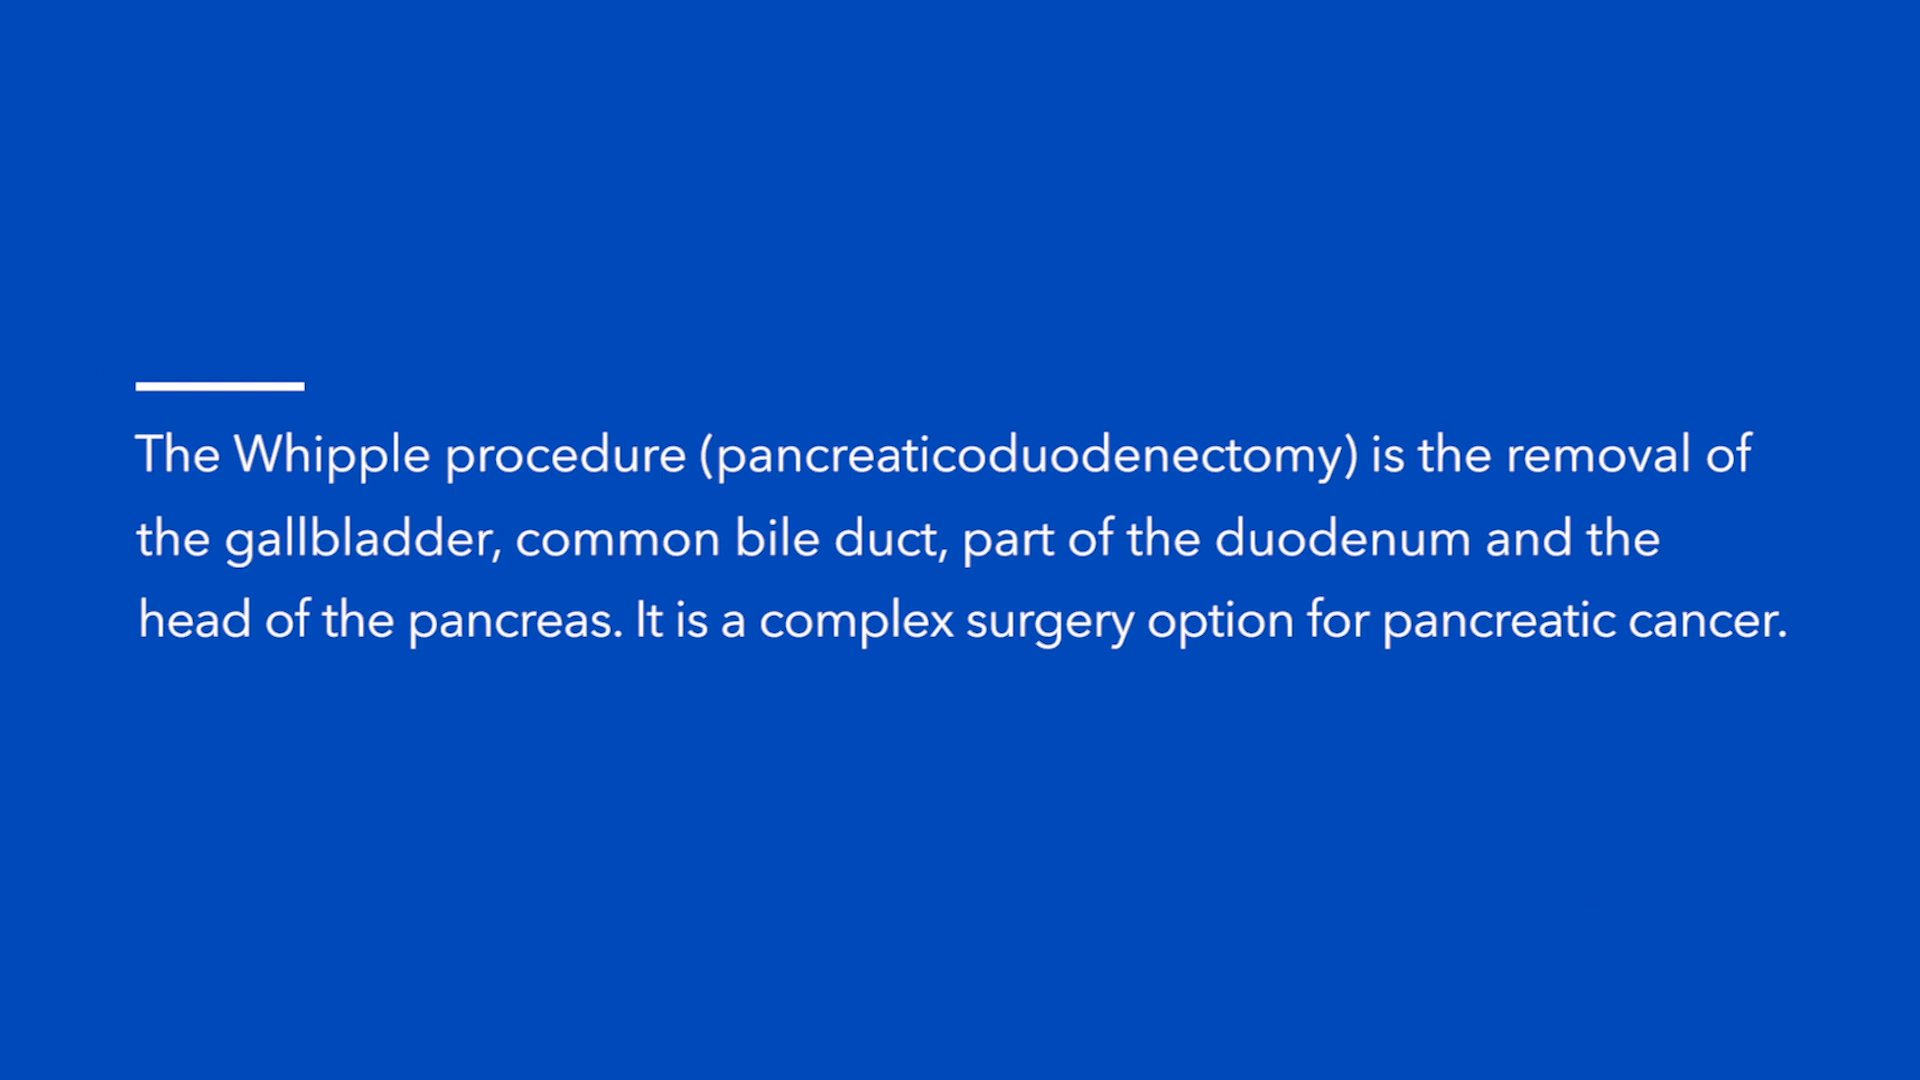 The Whipple procedure (pancreaticoduodenectomy) is the removal of
the gallbladder, common bile duct, part of the duodenum and the
head of the pancreas. It is a complex surgery option for pancreatic cancer.